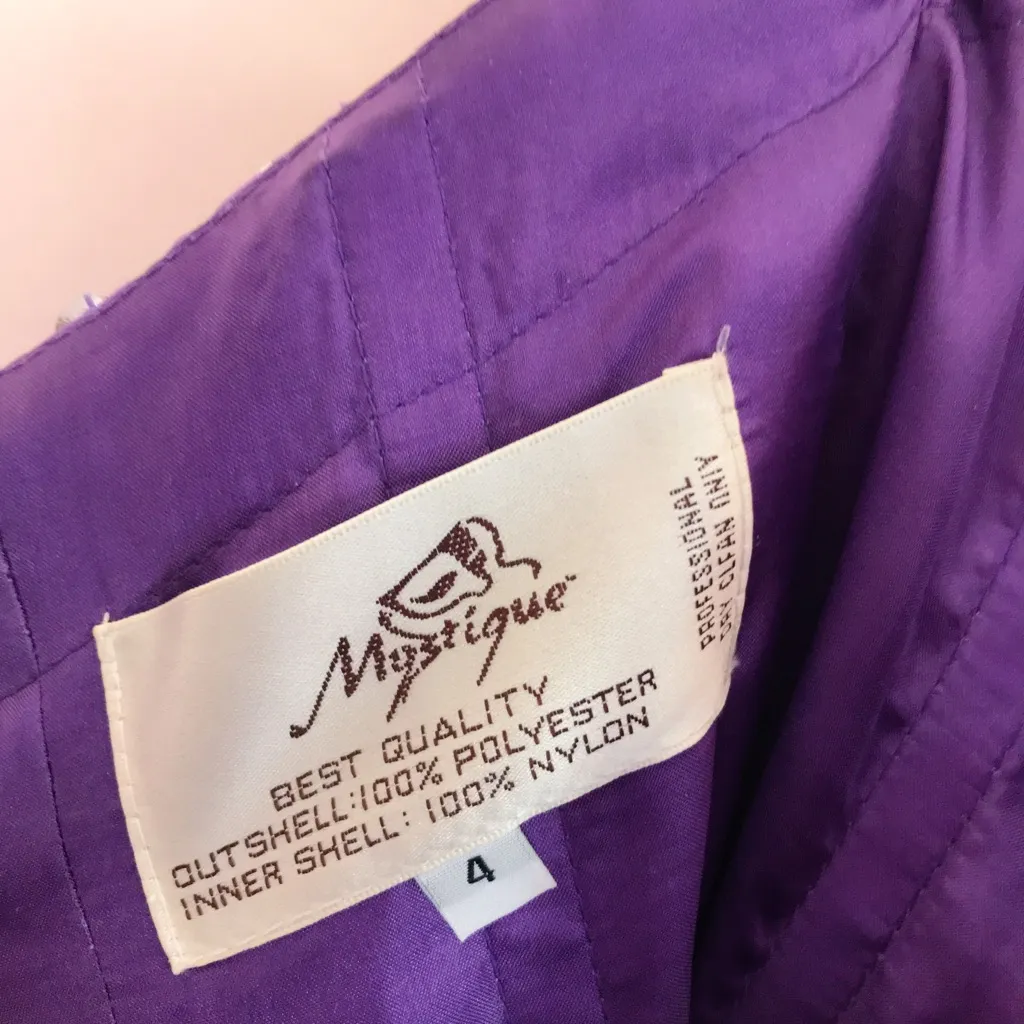 Mystique
BEST QUALITY
OUTSHELL:100% POLYESTER
INNER SHELL: 100% NYLON
PROFESSIONAL
DRY CLEAN ONLY
4